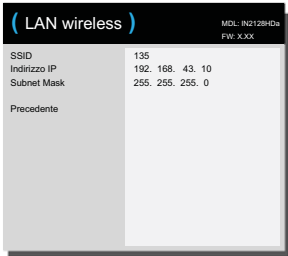 ( LAN wireless )
MDL: IN2128HDa
FW: X.XX
SSID 135
Indirizzo IP 192. 168. 43. 10
Subnet Mask 255. 255. 255. 0
Precedente